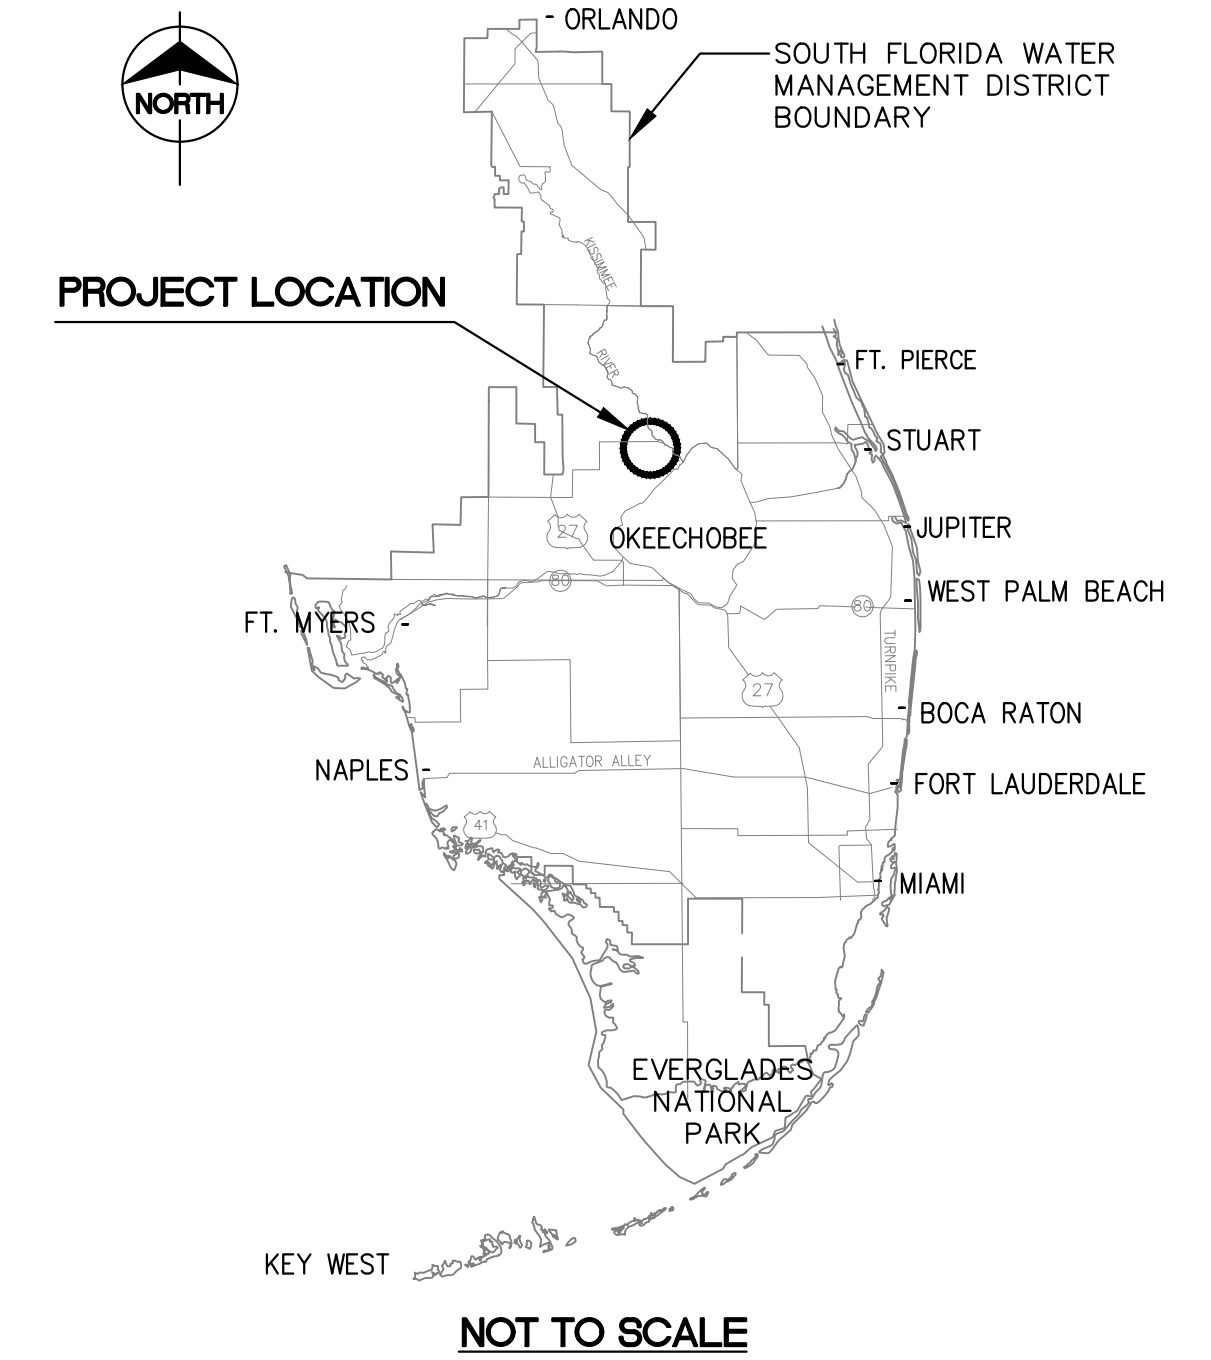 ORLANDO
SOUTH FLORIDA WATER
MANAGEMENT DISTRICT
BOUNDARY
NORTH
KISSIMMEE
PROJECT LOCATION
RIVER
FT. PIERCE
STUART
27
OKEECHOBEE
JUPITER
80
WEST PALM BEACH
80
FT. MYERS
TURNPIKE
27
BOCA RATON
ALLIGATOR ALLEY
NAPLES
FORT LAUDERDALE
41
MIAMI
EVERGLADES
NATIONAL
PARK
KEY WEST
NOT TO SCALE